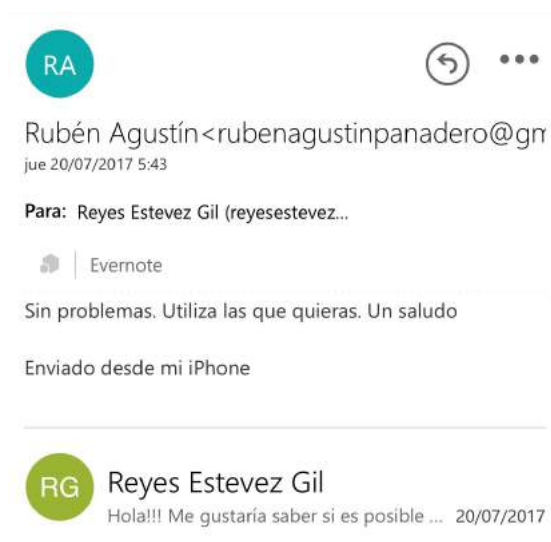 RA
Rubén Agustín<rubenagustinpanadero@gm
jue 20/07/2017 5:43
Para: Reyes Estevez Gil (reyesestevez...
Evernote
Sin problemas. Utiliza las que quieras. Un saludo
Enviado desde mi iPhone
RG
Reyes Estevez Gil
Hola!!! Me gustaría saber si es posible ... 20/07/2017